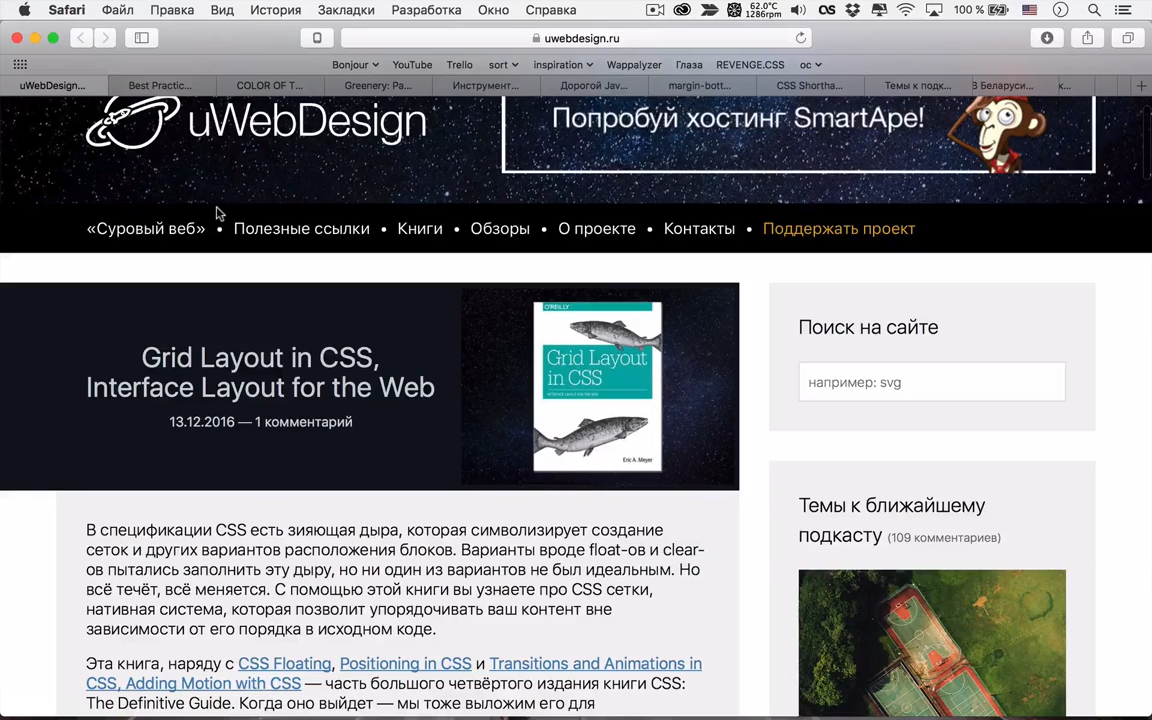 Safari Файл Правка Вид История Закладки Разработка Окно Справка 62.0°C 1286rpm 100 %
uwebdesign.ru
Bonjour YouTube Trello sort inspiration Wappalyzer Глаза REVENGE.CSS ос
uWebDesign... Best Practic... COLOR OF T... Greenery: Pa... Инструмент... Дорогой Jav... margin-bott... CSS Shortha... Темы к подк... В Беларуси... к...
uWebDesign
Попробуй хостинг SmartApe!
«Суровый веб» • Полезные ссылки • Книги • Обзоры • О проекте • Контакты • Поддержать проект
Grid Layout in CSS,
Interface Layout for the Web
13.12.2016 — 1 комментарий
O'REILLY
Grid Layout
in CSS
INTERFACE LAYOUT FOR THE WEB
Eric A. Meyer
Поиск на сайте
например: svg
Темы к ближайшему
подкасту (109 комментариев)
В спецификации CSS есть зияющая дыра, которая символизирует создание
сеток и других вариантов расположения блоков. Варианты вроде float-ов и clear-
ов пытались заполнить эту дыру, но ни один из вариантов не был идеальным. Но
всё течёт, всё меняется. С помощью этой книги вы узнаете про CSS сетки,
нативная система, которая позволит упорядочивать ваш контент вне
зависимости от его порядка в исходном коде.
Эта книга, наряду с CSS Floating, Positioning in CSS и Transitions and Animations in
CSS, Adding Motion with CSS — часть большого четвёртого издания книги CSS:
The Definitive Guide. Когда оно выйдет — мы тоже выложим его для